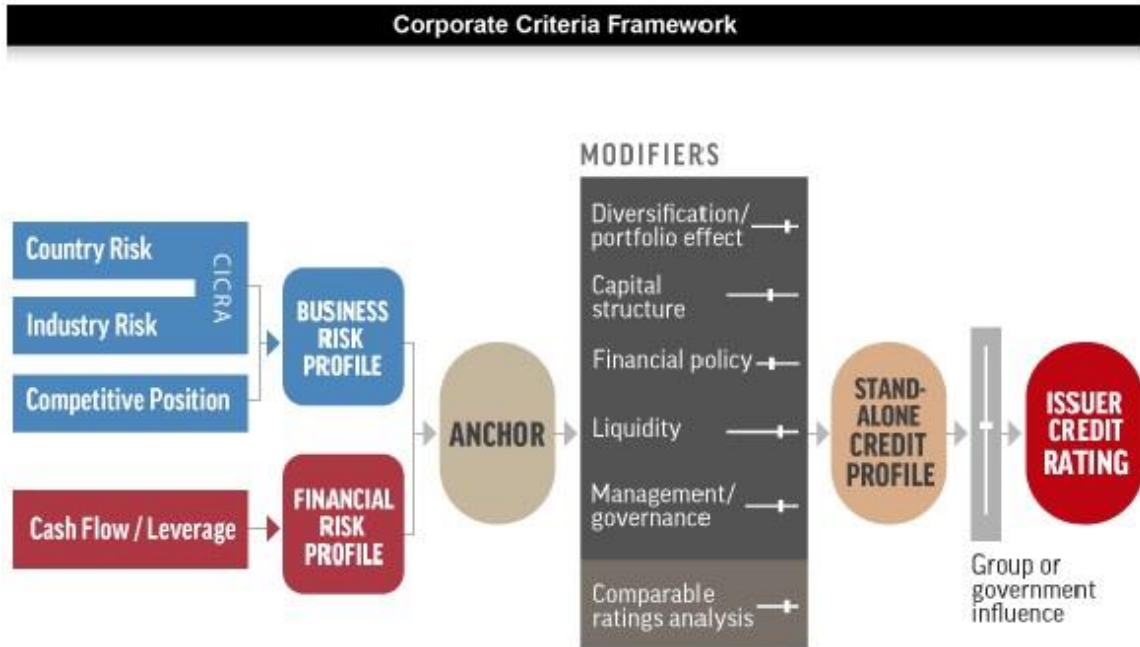 Corporate Criteria Framework
MODIFIERS
Country Risk
Industry Risk
CICRA
Competitive Position
Cash Flow / Leverage
BUSINESS
RISK
PROFILE
FINANCIAL
RISK
PROFILE
ANCHOR
Diversification/
portfolio effect
Capital
structure
Financial policy
Liquidity
Management/
governance
Comparable
ratings analysis
STAND-
ALONE
CREDIT
PROFILE
Group or
government
influence
ISSUER
CREDIT
RATING